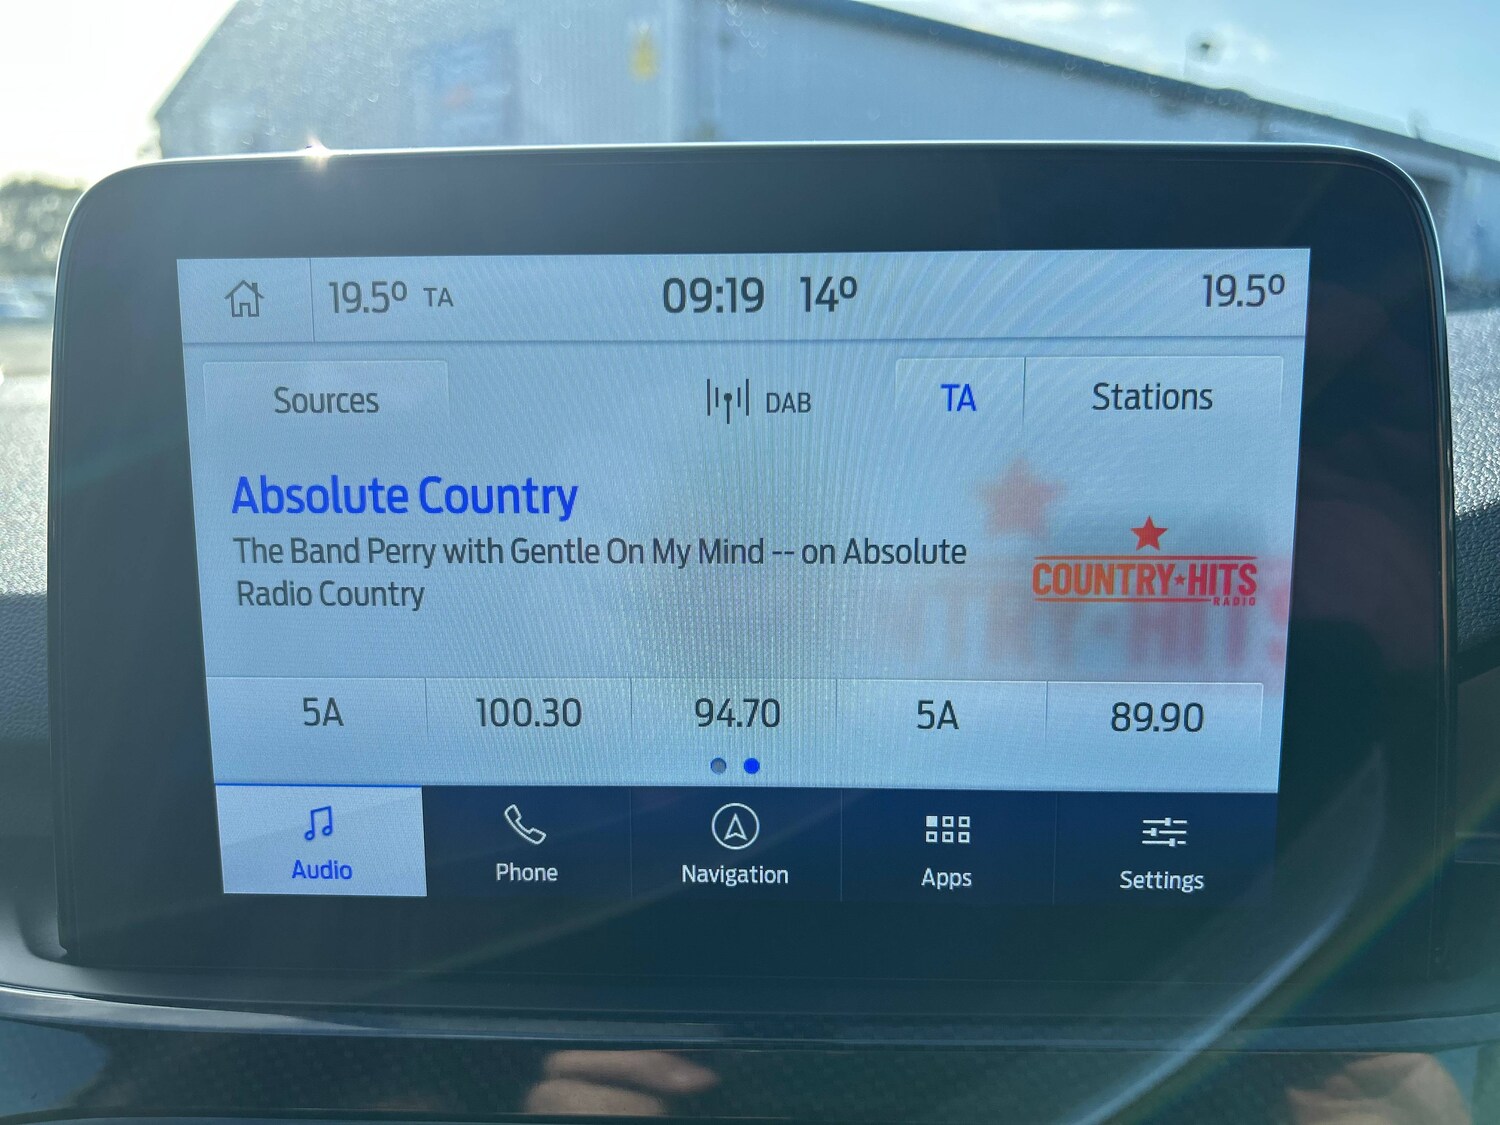 19.5° TA 09:19 14° 19.5°
Sources DAB TA Stations
Absolute Country
The Band Perry with Gentle On My Mind -- on Absolute
Radio Country
COUNTRY★HITS
RADIO
5A 100.30 94.70 5A 89.90
Audio Phone Navigation Apps Settings